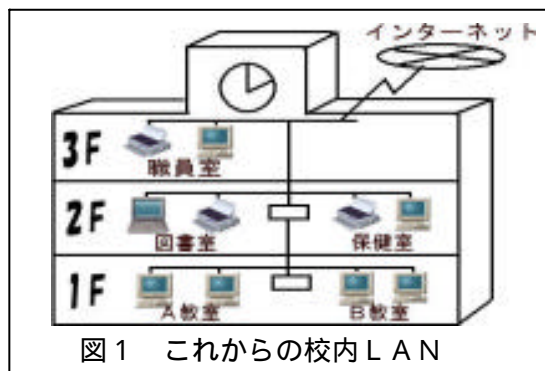 インターネット
3F
職員室
2F
図書室 保健室
1F
A教室 B教室
図1 これからの校内LAN